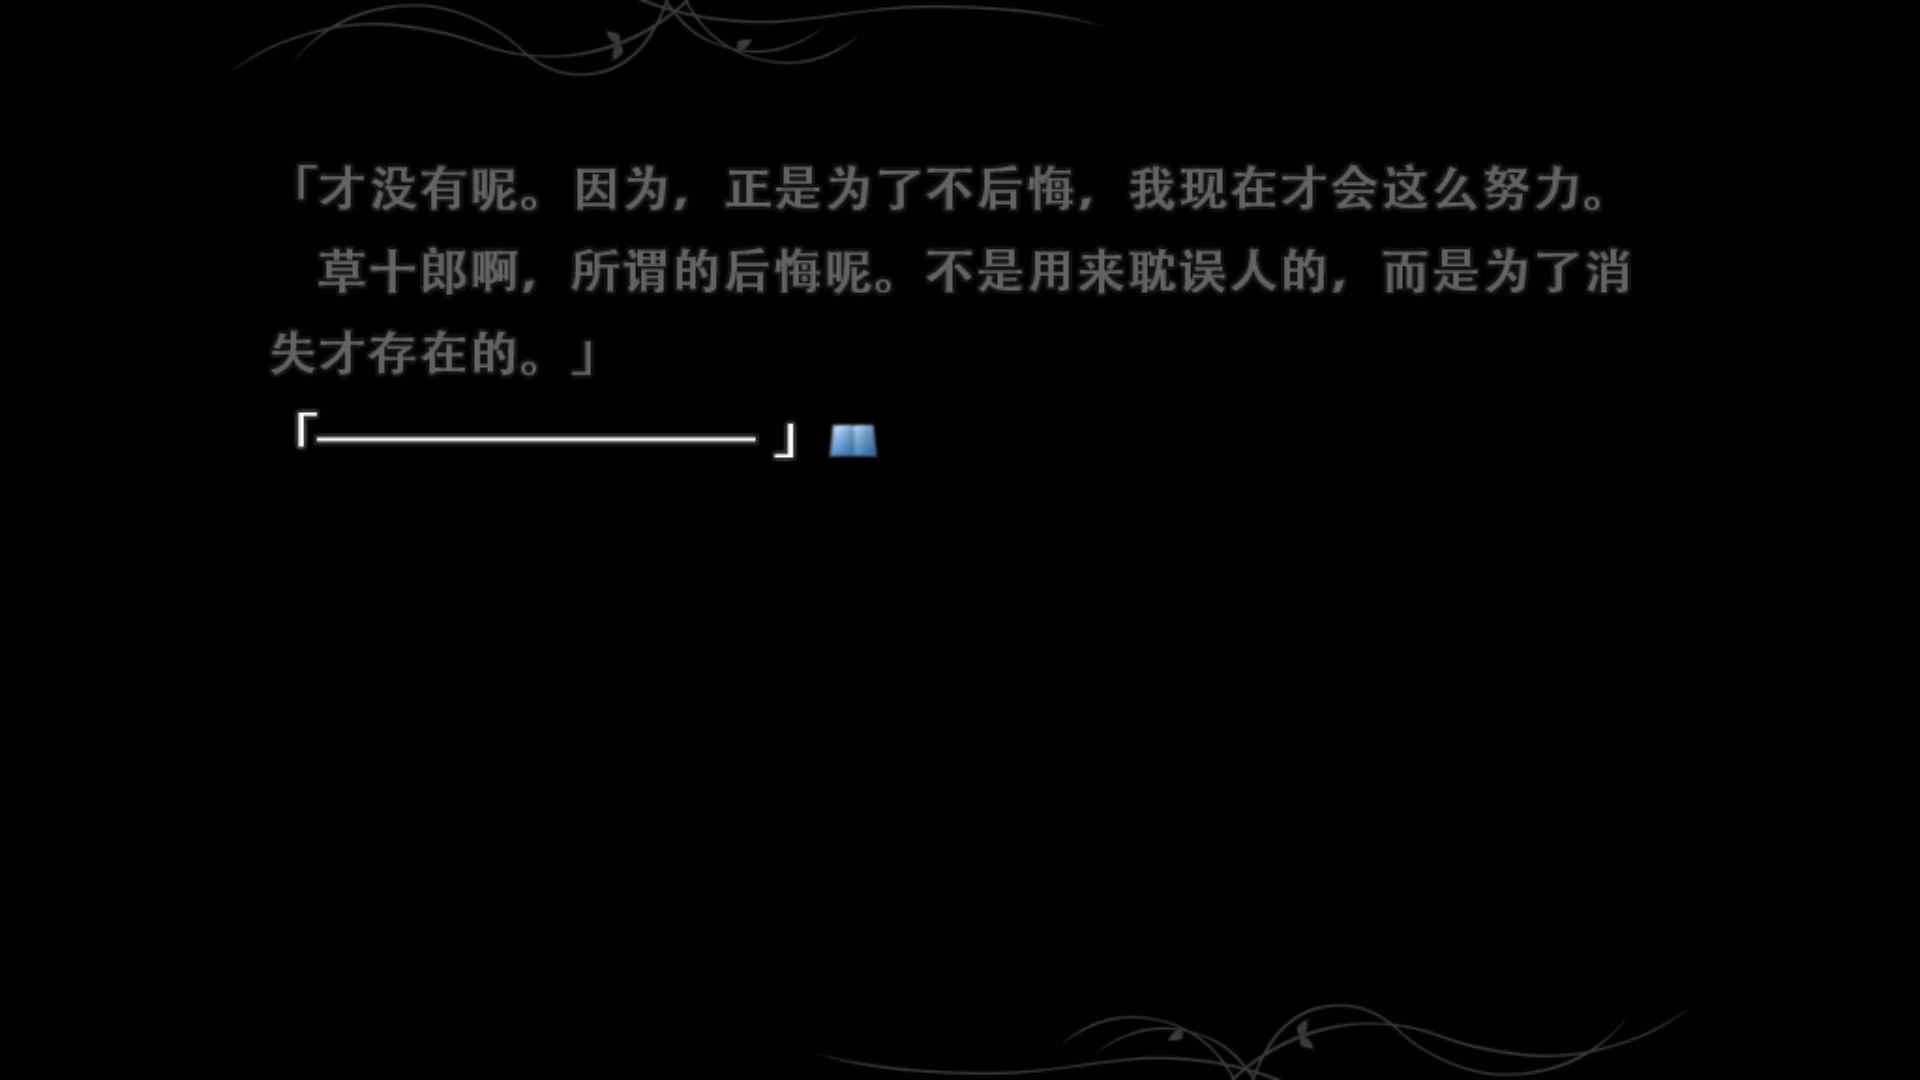 「才没有呢。因为，正是为了不后悔，我现在才会这么努力。
草十郎啊，所谓的后悔呢。不是用来耽误人的，而是为了消
失才存在的。」
「─────────」